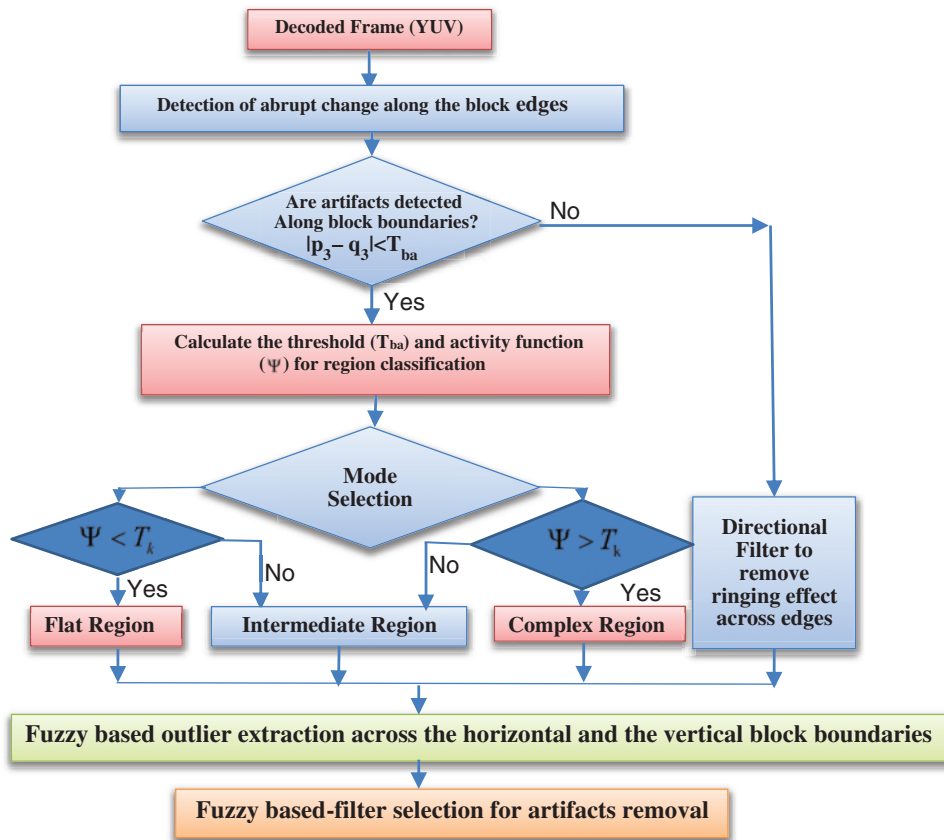 Decoded Frame (YUV)
Detection of abrupt change along the block edges
Are artifacts detected
Along block boundaries?
|p3− q3|<Tba
No
Yes
Calculate the threshold (Tba) and activity function
(Ψ) for region classification
Mode
Selection
Ψ < Tk
Ψ > Tk
Directional
Filter to
remove
ringing effect
across edges
No
No
Yes
Yes
Flat Region
Intermediate Region
Complex Region
Fuzzy based outlier extraction across the horizontal and the vertical block boundaries
Fuzzy based-filter selection for artifacts removal